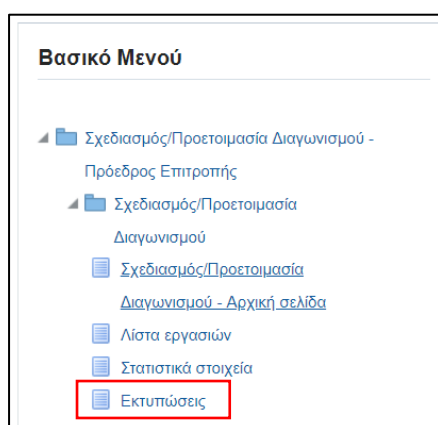 Βασικό Μενού
Σχεδιασμός/Προετοιμασία Διαγωνισμού -
Πρόεδρος Επιτροπής
Σχεδιασμός/Προετοιμασία
Διαγωνισμού
Σχεδιασμός/Προετοιμασία
Διαγωνισμού - Αρχική σελίδα
Λίστα εργασιών
Στατιστικά στοιχεία
Εκτυπώσεις